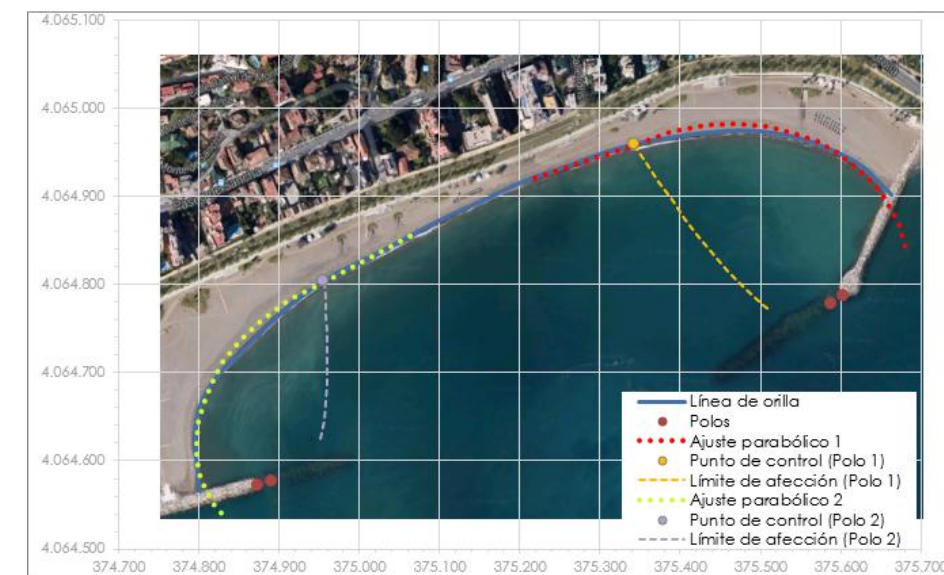 4.065.100
4.065.000
4.064.900
4.064.800
4.064.700
4.064.600
4.064.500
374.700 374.800 374.900 375.000 375.100 375.200 375.300 375.400 375.500 375.600 375.700
Línea de orilla
Polos
Ajuste parabólico 1
Punto de control (Polo 1)
Límite de afección (Polo 1)
Ajuste parabólico 2
Punto de control (Polo 2)
Límite de afección (Polo 2)